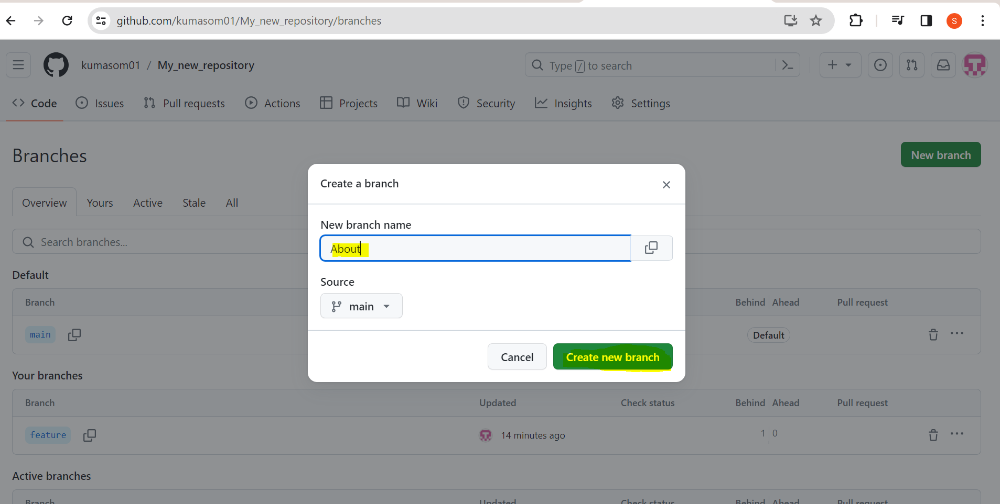 github.com/kumasom01/My_new_repository/branches
S
kumasom01 / My_new_repository
Type / to search
Code Issues Pull requests Actions Projects Wiki Security Insights Settings
Branches
New branch
Overview Yours Active Stale All
Search branches...
Create a branch
New branch name
About
Source
main
Cancel
Create new branch
Default
Branch Behind Ahead Pull request
main Default
Your branches
Branch Updated Check status Behind Ahead Pull request
feature 14 minutes ago 1 0
Active branches
Branch Updated Check status Behind Ahead Pull request